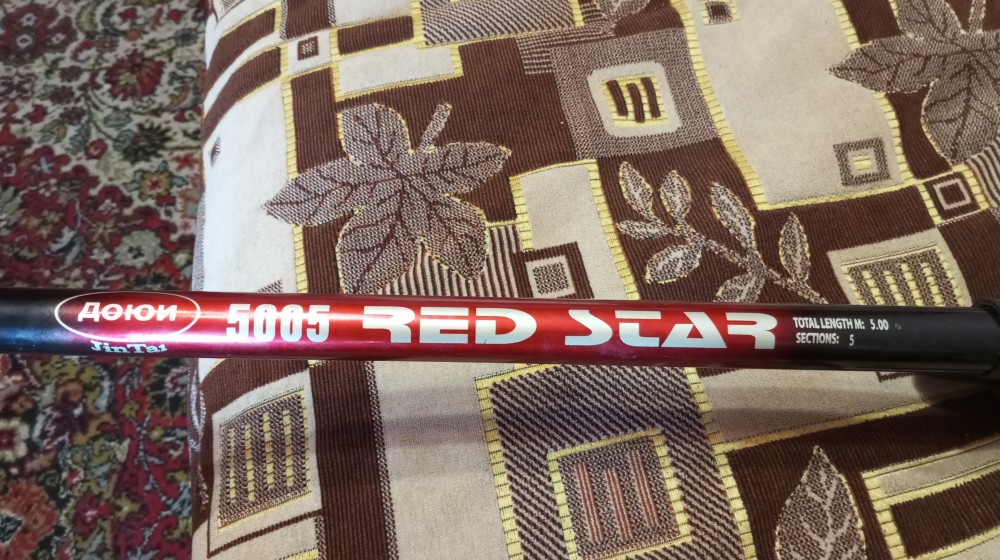 ДОЮИ
JinTai
5005 RED STAR
TOTAL LENGTH M: 5.00
SECTIONS: 5